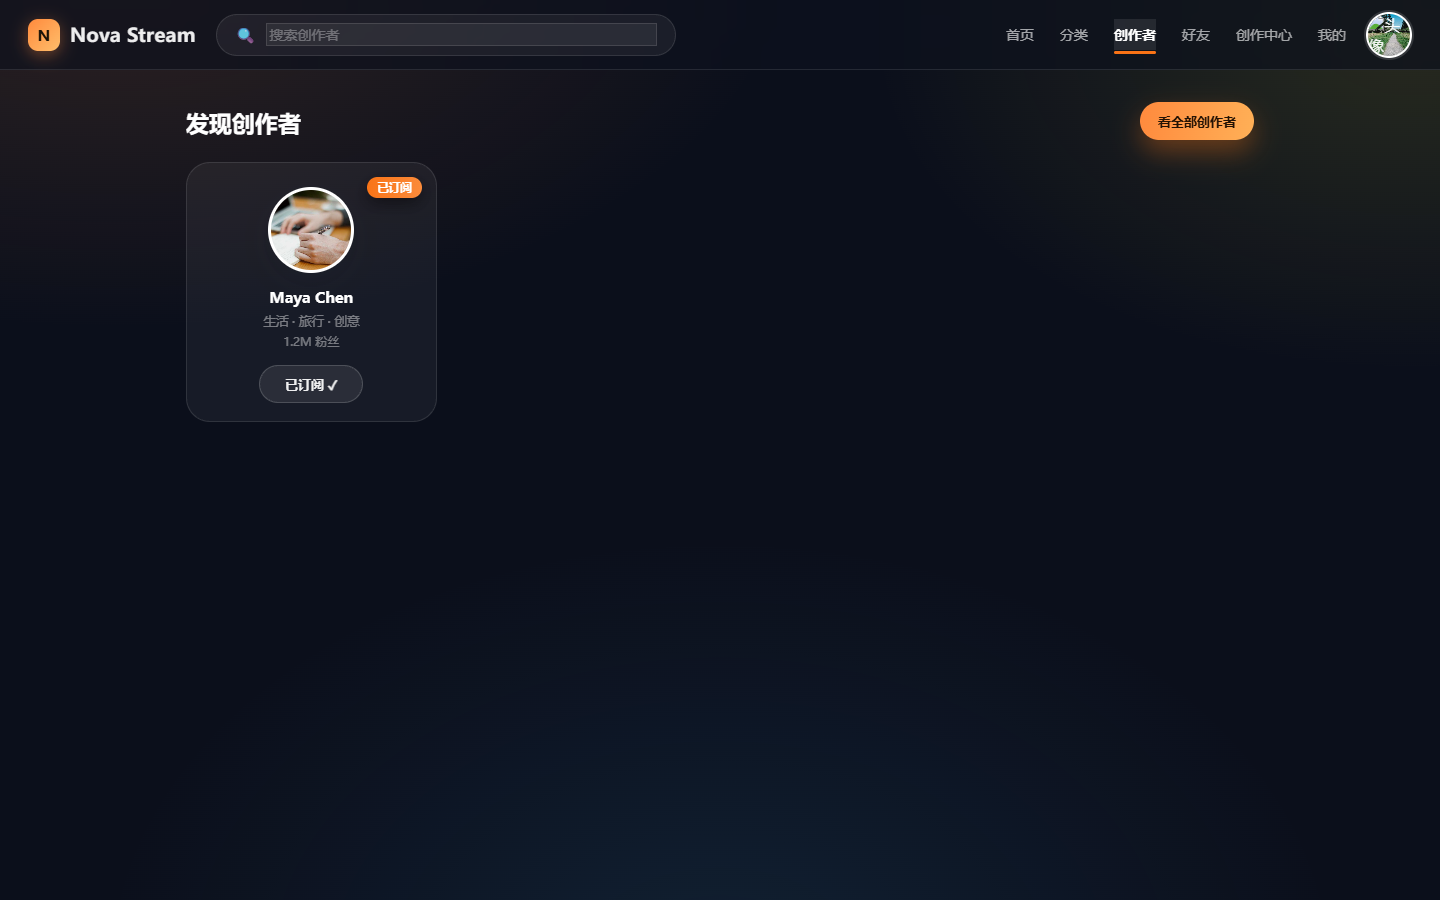 N Nova Stream
搜索创作者
首页 分类 创作者 好友 创作中心 我的
头像
发现创作者
看全部创作者
已订阅
Maya Chen
生活 · 旅行 · 创意
1.2M 粉丝
已订阅 ✓